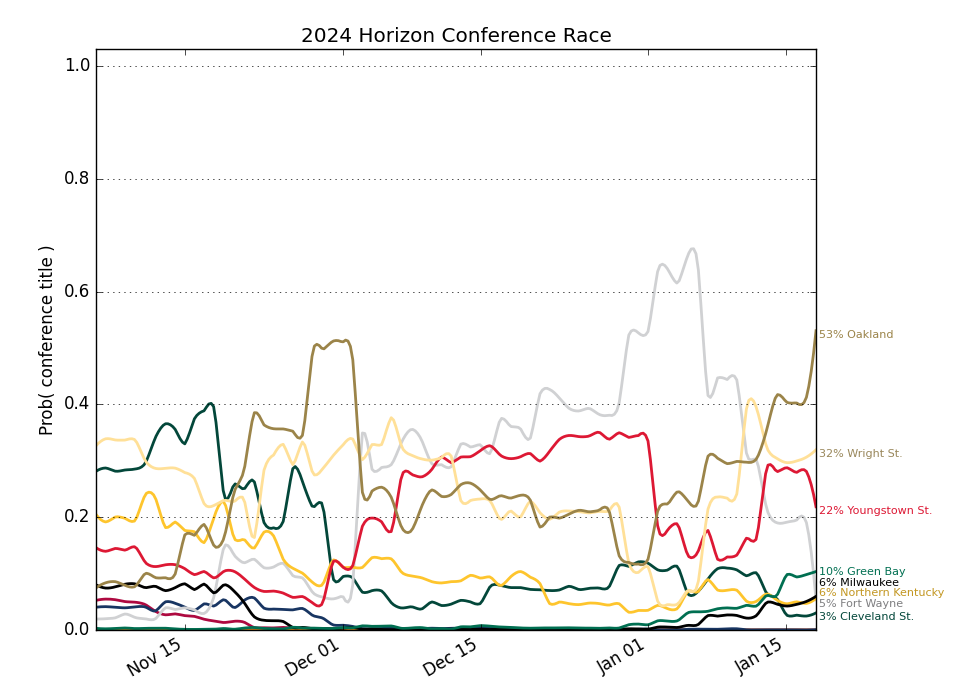 2024 Horizon Conference Race
Prob( conference title )
1.0
0.8
0.6
0.4
0.2
0.0
Nov 15
Dec 01
Dec 15
Jan 01
Jan 15
53% Oakland
32% Wright St.
22% Youngstown St.
10% Green Bay
6% Milwaukee
6% Northern Kentucky
5% Fort Wayne
3% Cleveland St.